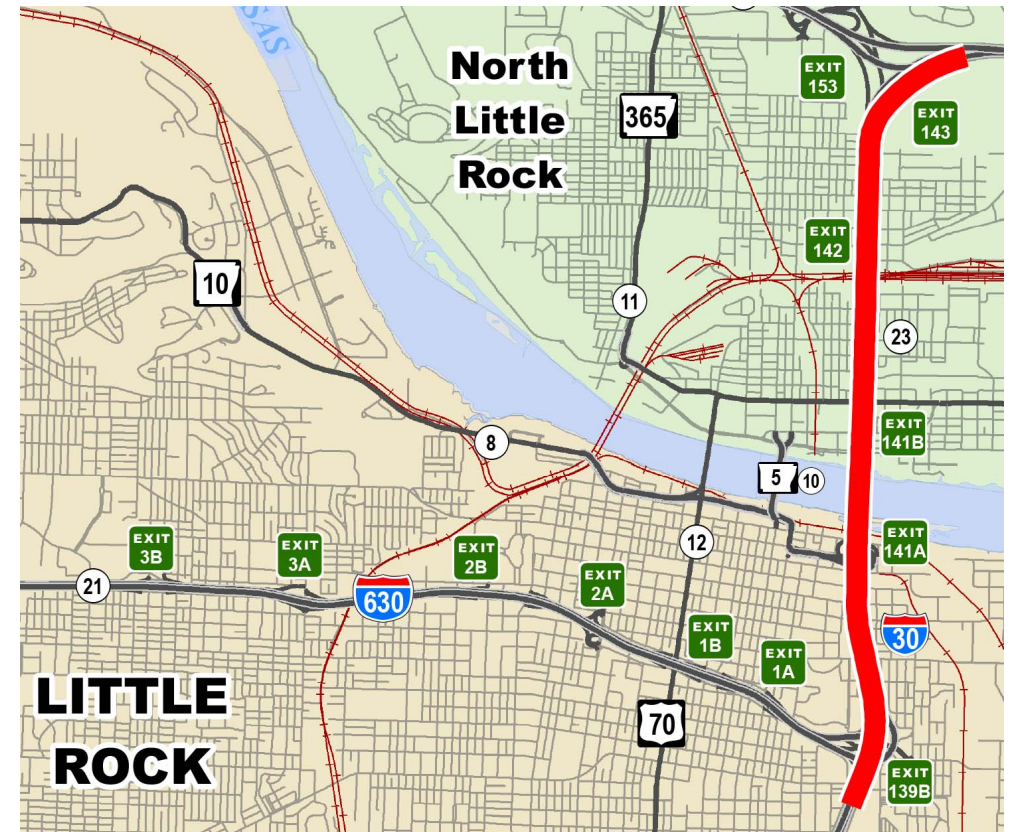 SAS
North
Little
Rock
365
EXIT
153
EXIT
143
EXIT
142
10
11
23
8
EXIT
141B
5
10
EXIT
3B
EXIT
3A
EXIT
2B
12
EXIT
141A
21
630
EXIT
2A
EXIT
1B
30
EXIT
1A
LITTLE
ROCK
70
EXIT
139B